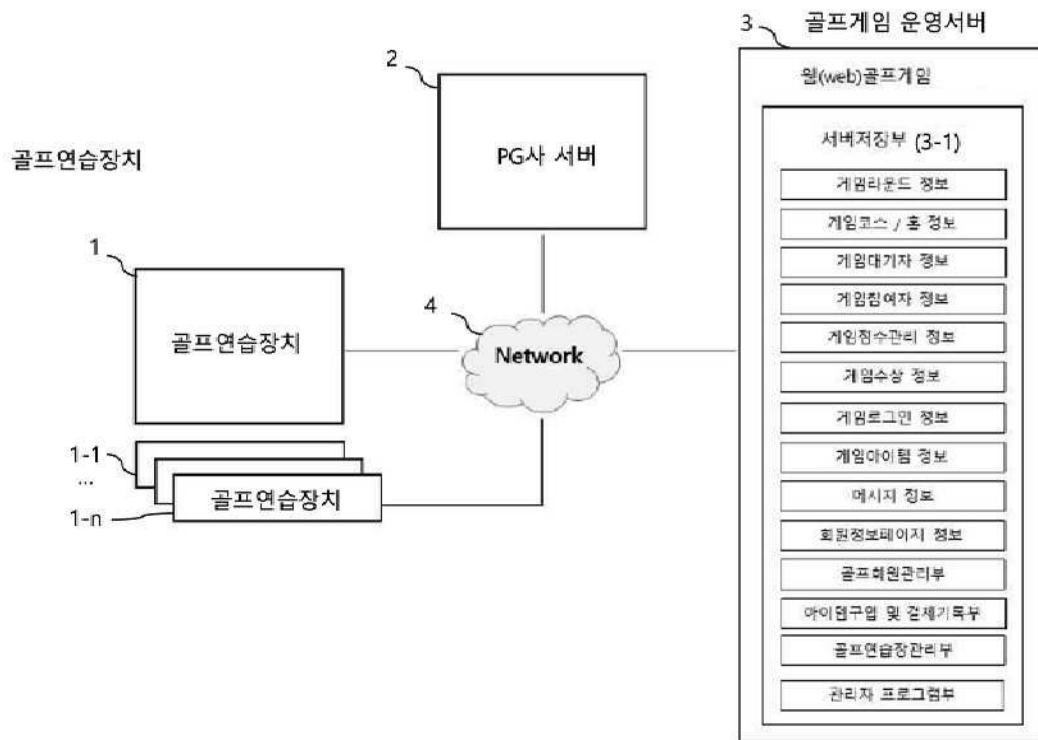 골프게임 운영서버
3
웹(web)골프게임
2
서버저장부 (3-1)
PG사 서버
골프연습장치
게임라운드 정보
게임코스 / 홀 정보
게임대기자 정보
게임참여자 정보
게임점수관리 정보
게임수상 정보
게임로그인 정보
게임아이템 정보
메시지 정보
회원정보페이지 정보
골프회원관리부
아이템구입 및 결제기록부
골프연습장관리부
관리자 프로그램부
1
골프연습장치
4
Network
1-1
...
1-n
골프연습장치